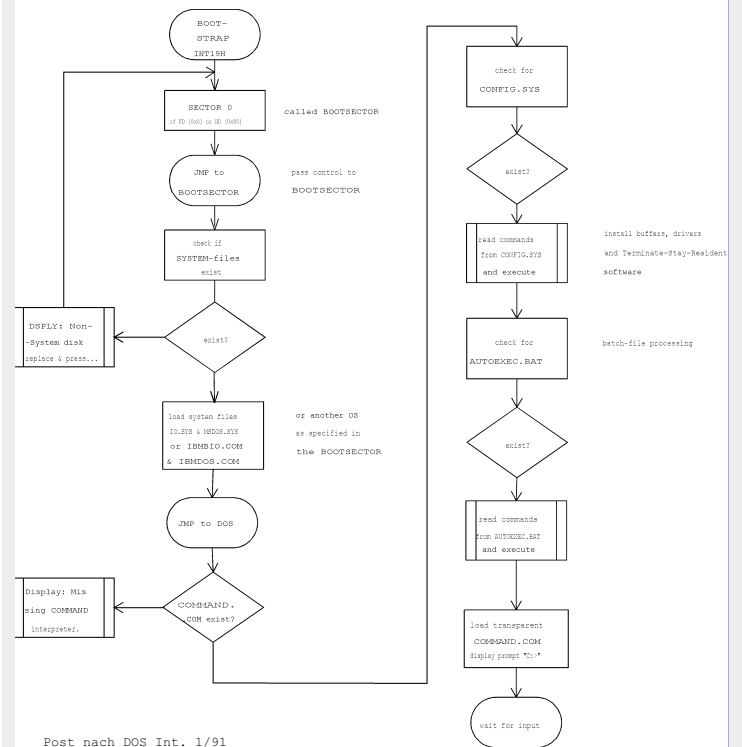 BOOT-
STRAP
INT19H
SECTOR 0
of FD (0x0) or HD (0x80)
called BOOTSECTOR
JMP to
BOOTSECTOR
pass control to
BOOTSECTOR
check if
SYSTEM-files
exist
DSPLY: Non-
-System disk
replace & press...
exist?
load system files
IO.SYS & MSDOS.SYS
or IBMBIO.COM
& IBMDOS.COM
or another OS
as specified in
the BOOTSECTOR
JMP to DOS
Display: Mis
sing COMMAND
interpreter.
COMMAND.
.COM exist?
check for
CONFIG.SYS
exist?
read commands
from CONFIG.SYS
and execute
install buffers, drivers
and Terminate-Stay-Resident
software
check for
AUTOEXEC.BAT
batch-file processing
exist?
read commands
from AUTOEXEC.BAT
and execute
load transparent
COMMAND.COM
display prompt "C:>"
wait for input
Post nach DOS Int. 1/91